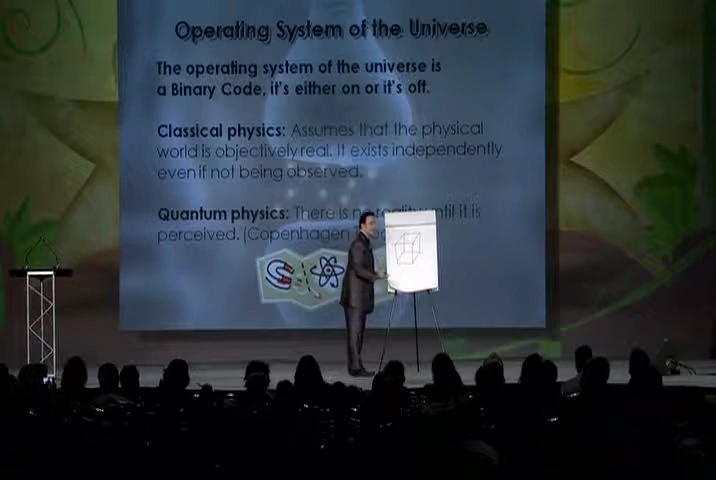 Operating System of the Universe
The operating system of the universe is
a Binary Code, it's either on or it's off.
Classical physics: Assumes that the physical
world is objectively real. It exists independently
even if not being observed.
Quantum physics: There is no reality until it is
perceived. (Copenhagen